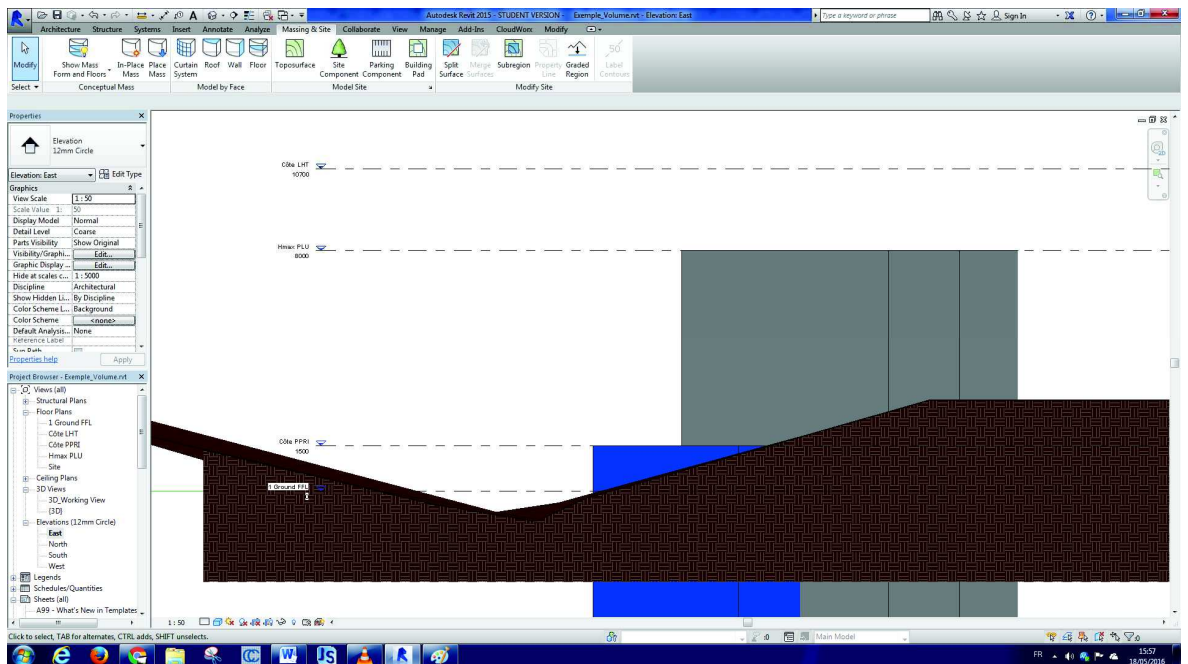 Autodesk Revit 2015 - STUDENT VERSION - Exemple_Volume.rvt - Elevation: East
Type a keyword or phrase
Sign In
Architecture Structure Systems Insert Annotate Analyze Massing & Site Collaborate View Manage Add-Ins CloudWorx Modify
Modify
Show Mass Form and Floors
In-Place Mass
Place Mass
Curtain System
Roof
Wall
Floor
Toposurface
Site Component
Parking Component
Building Pad
Split Surface
Merge Surfaces
Subregion
Property Line
Graded Region
Label Contours
Select
Conceptual Mass
Model by Face
Model Site
Modify Site
Properties
Elevation
12mm Circle
Elevation: East
Edit Type
Graphics
View Scale 1 : 50
Scale Value 1: 50
Display Model Normal
Detail Level Coarse
Parts Visibility Show Original
Visibility/Graphi... Edit...
Graphic Display ... Edit...
Hide at scales c... 1 : 5000
Discipline Architectural
Show Hidden Li... By Discipline
Color Scheme L... Background
Color Scheme <none>
Default Analysis... None
Reference Label
Sun Path
Properties help
Apply
Project Browser - Exemple_Volume.rvt
Views (all)
Structural Plans
Floor Plans
1 Ground FFL
Côte LHT
Côte PPRI
Hmax PLU
Site
Ceiling Plans
3D Views
3D_Working View
{3D}
Elevations (12mm Circle)
East
North
South
West
Legends
Schedules/Quantities
Sheets (all)
A99 - What's New in Templates
Côte LHT
10700
Hmax PLU
8000
Côte PPRI
1500
1 Ground FFL
1 : 50
Click to select, TAB for alternates, CTRL adds, SHIFT unselects.
:0
Main Model
:0
FR
15:57
18/05/2016